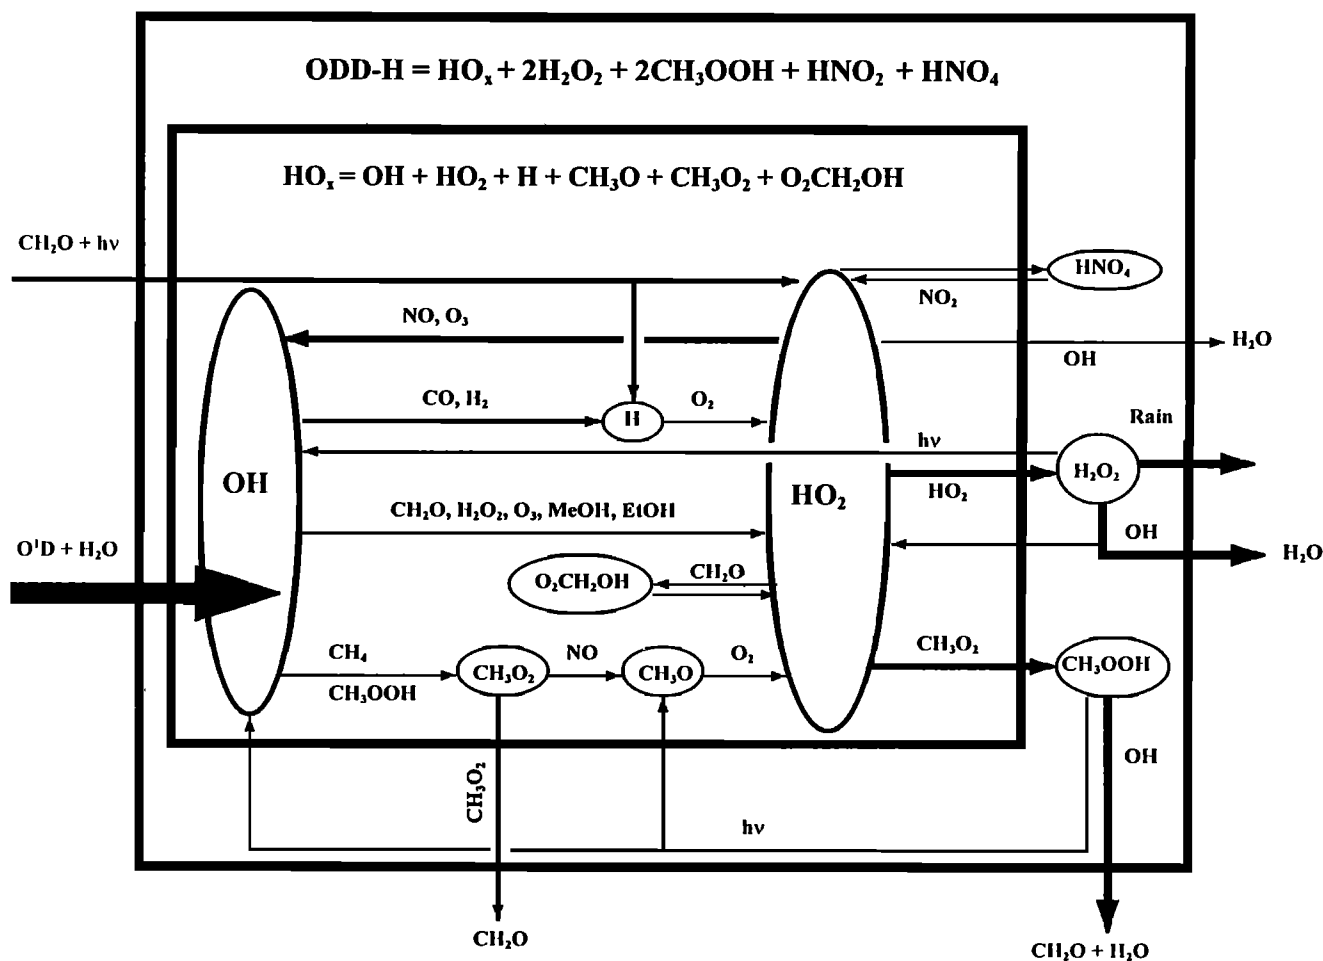 ODD-H = HOₓ + 2H₂O₂ + 2CH₃OOH + HNO₂ + HNO₄
HOₓ = OH + HO₂ + H + CH₃O + CH₃O₂ + O₂CH₂OH
CH₂O + hν
HNO₄
NO₂
NO, O₃
H₂O
OH
CO, H₂
H
O₂
Rain
hν
H₂O₂
OH
HO₂
HO₂
CH₂O, H₂O₂, O₃, MeOH, EtOH
OH
H₂O
O¹D + H₂O
O₂CH₂OH
CH₂O
CH₄
CH₃OOH
CH₃O₂
NO
CH₃O
O₂
CH₃O₂
CH₃OOH
OH
CH₃O₂
hν
CH₂O
CH₂O + H₂O